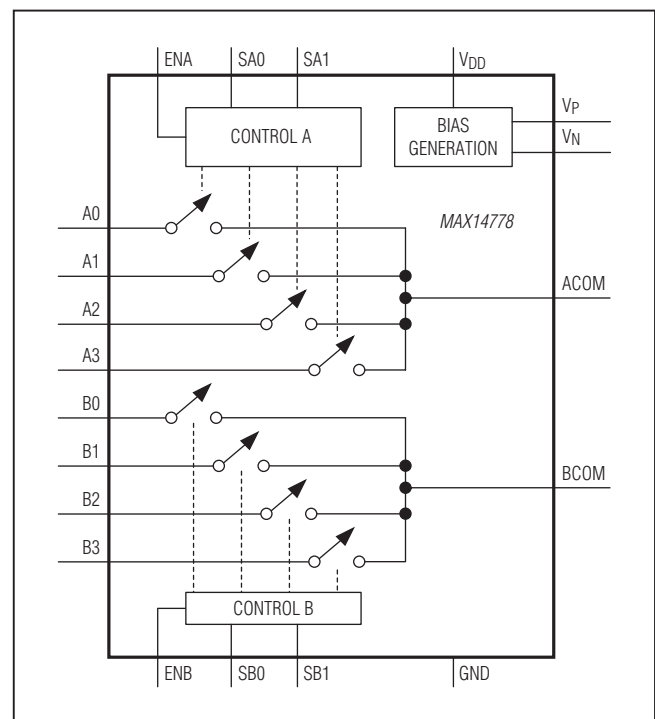 ENA SA0 SA1 VDD
CONTROL A
BIAS
GENERATION
VP
VN
MAX14778
A0
A1
A2
A3
ACOM
B0
B1
B2
B3
BCOM
CONTROL B
ENB SB0 SB1 GND